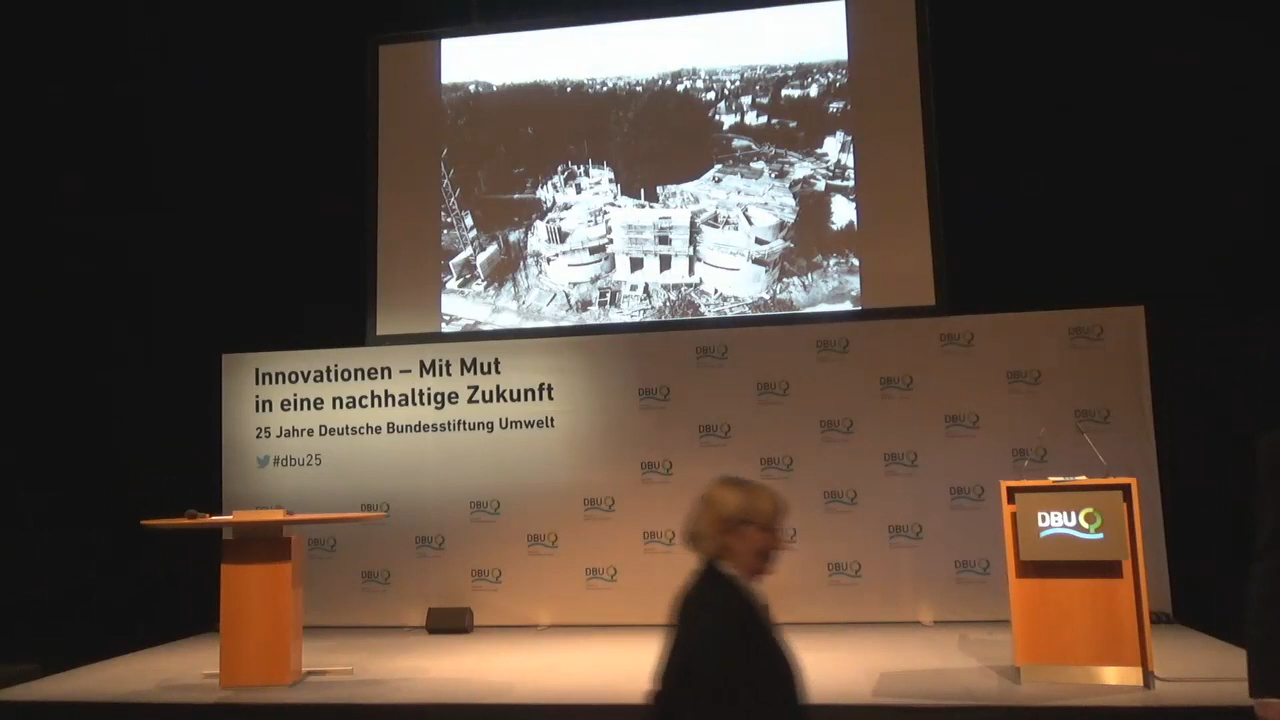 Innovationen – Mit Mut
in eine nachhaltige Zukunft
25 Jahre Deutsche Bundesstiftung Umwelt
#dbu25
DBU